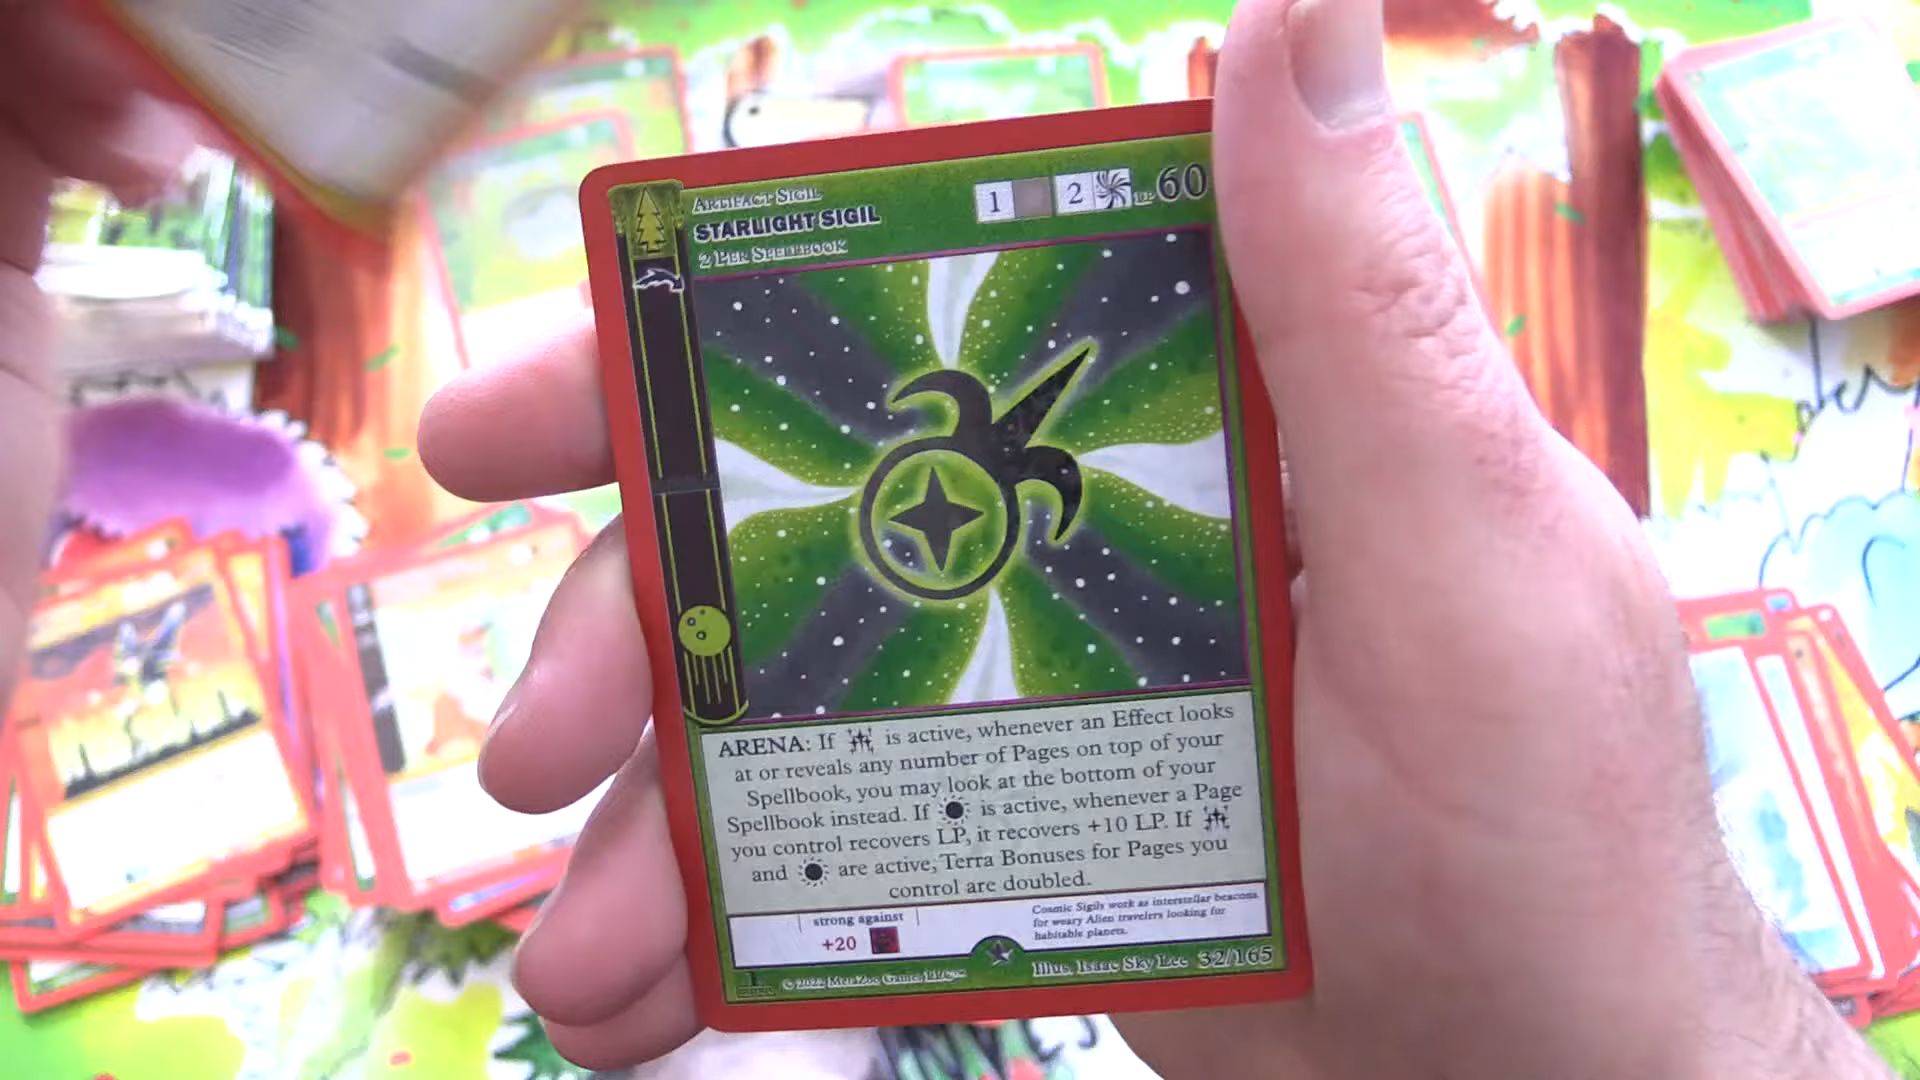 ARTIFACT SIGIL
STARLIGHT SIGIL
2 PER SPELLBOOK
1 2 LP 60
ARENA: If is active, whenever an Effect looks
at or reveals any number of Pages on top of your
Spellbook, you may look at the bottom of your
Spellbook instead. If is active, whenever a Page
you control recovers LP, it recovers +10 LP. If
and are active, Terra Bonuses for Pages you
control are doubled.
strong against
+20
Cosmic Sigils work as interstellar beacons
for weary Alien travelers looking for
habitable planets.
© 2022 MetaZoo Games, LLC™
Illus. Isaac Sky Lee 32/165